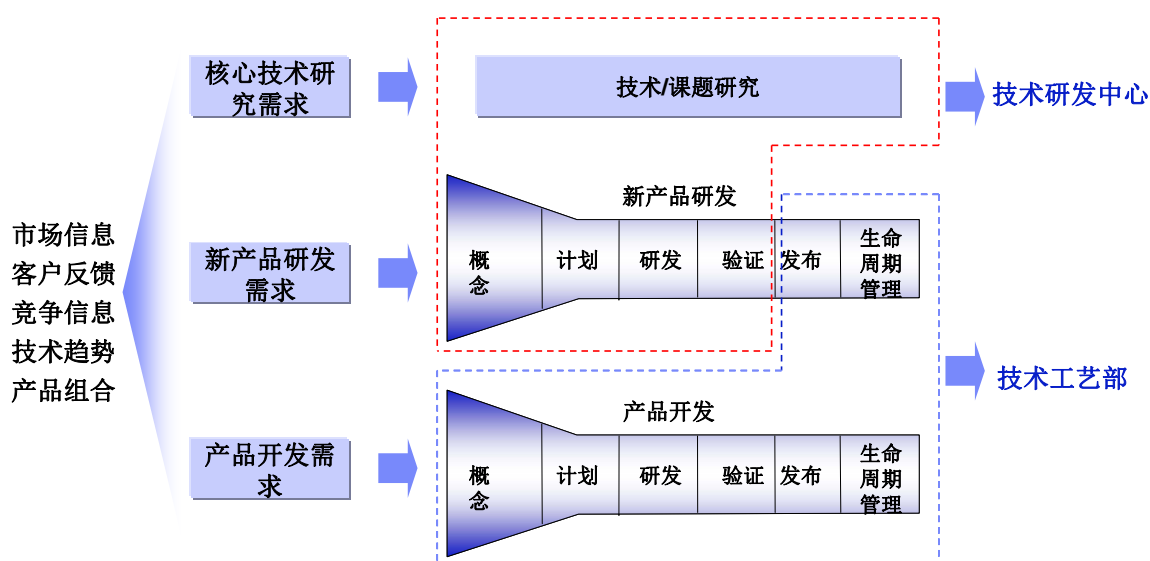 市场信息
客户反馈
竞争信息
技术趋势
产品组合
核心技术研
究需求
技术/课题研究
技术研发中心
新产品研发
需求
新产品研发
概
念
计划
研发
验证
发布
生命
周期
管理
产品开发需
求
产品开发
概
念
计划
研发
验证
发布
生命
周期
管理
技术工艺部